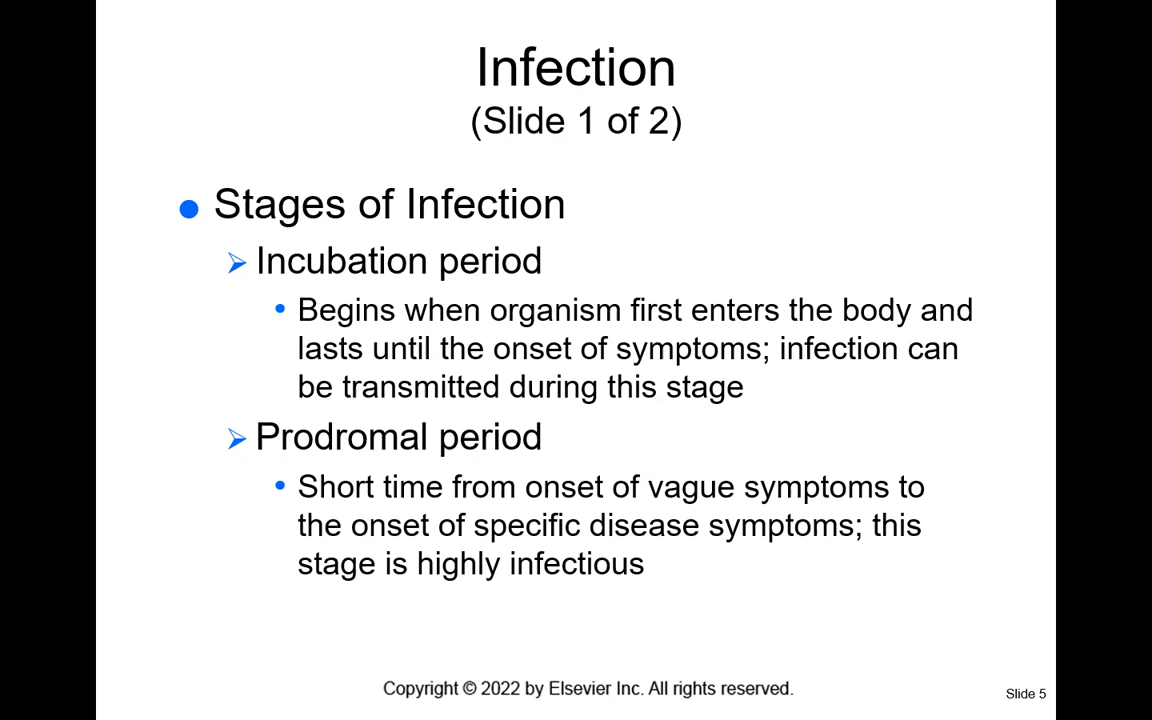 Infection
(Slide 1 of 2)
Stages of Infection
Incubation period
Begins when organism first enters the body and
lasts until the onset of symptoms; infection can
be transmitted during this stage
Prodromal period
Short time from onset of vague symptoms to
the onset of specific disease symptoms; this
stage is highly infectious
Copyright © 2022 by Elsevier Inc. All rights reserved.
Slide 5